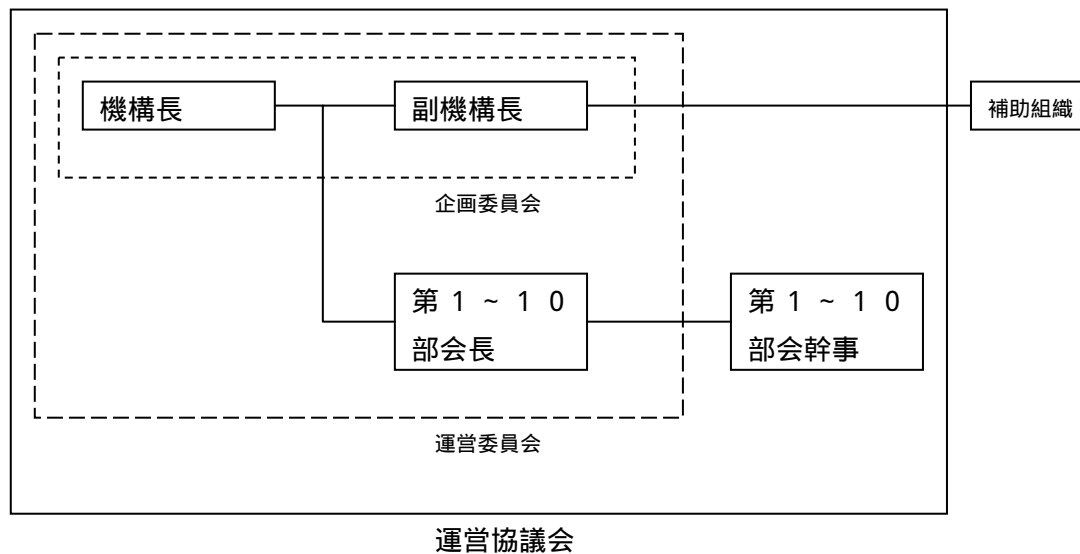 機構長
副機構長
補助組織
企画委員会
第１~１０
部会長
第１~１０
部会幹事
運営委員会
運営協議会